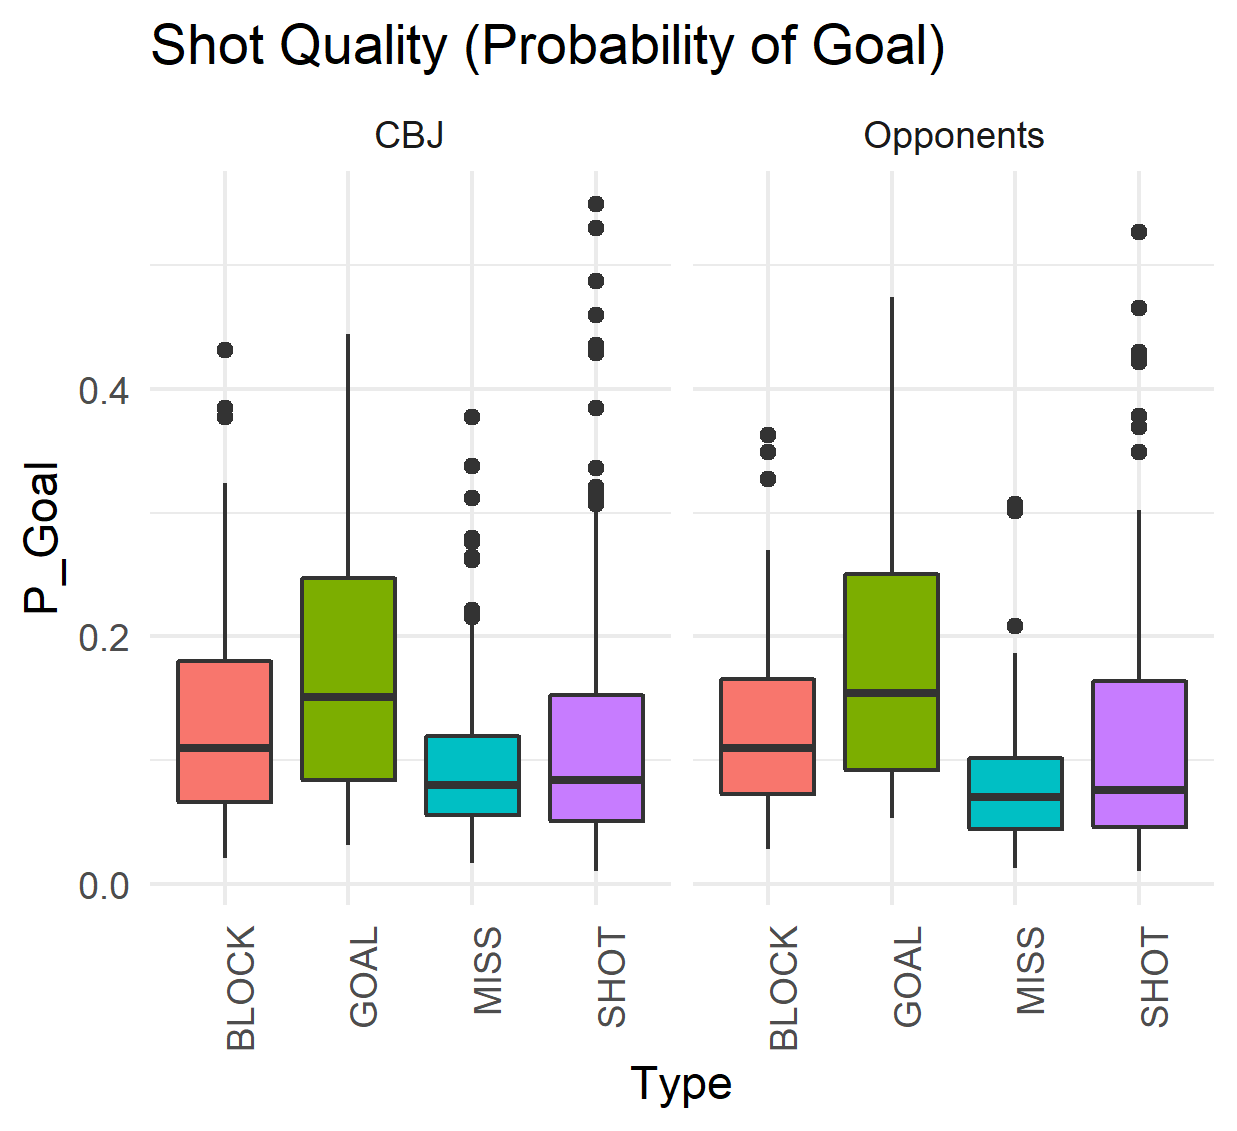 Shot Quality (Probability of Goal)
CBJ
Opponents
P_Goal
0.4
0.2
0.0
BLOCK
GOAL
MISS
SHOT
BLOCK
GOAL
MISS
SHOT
Type